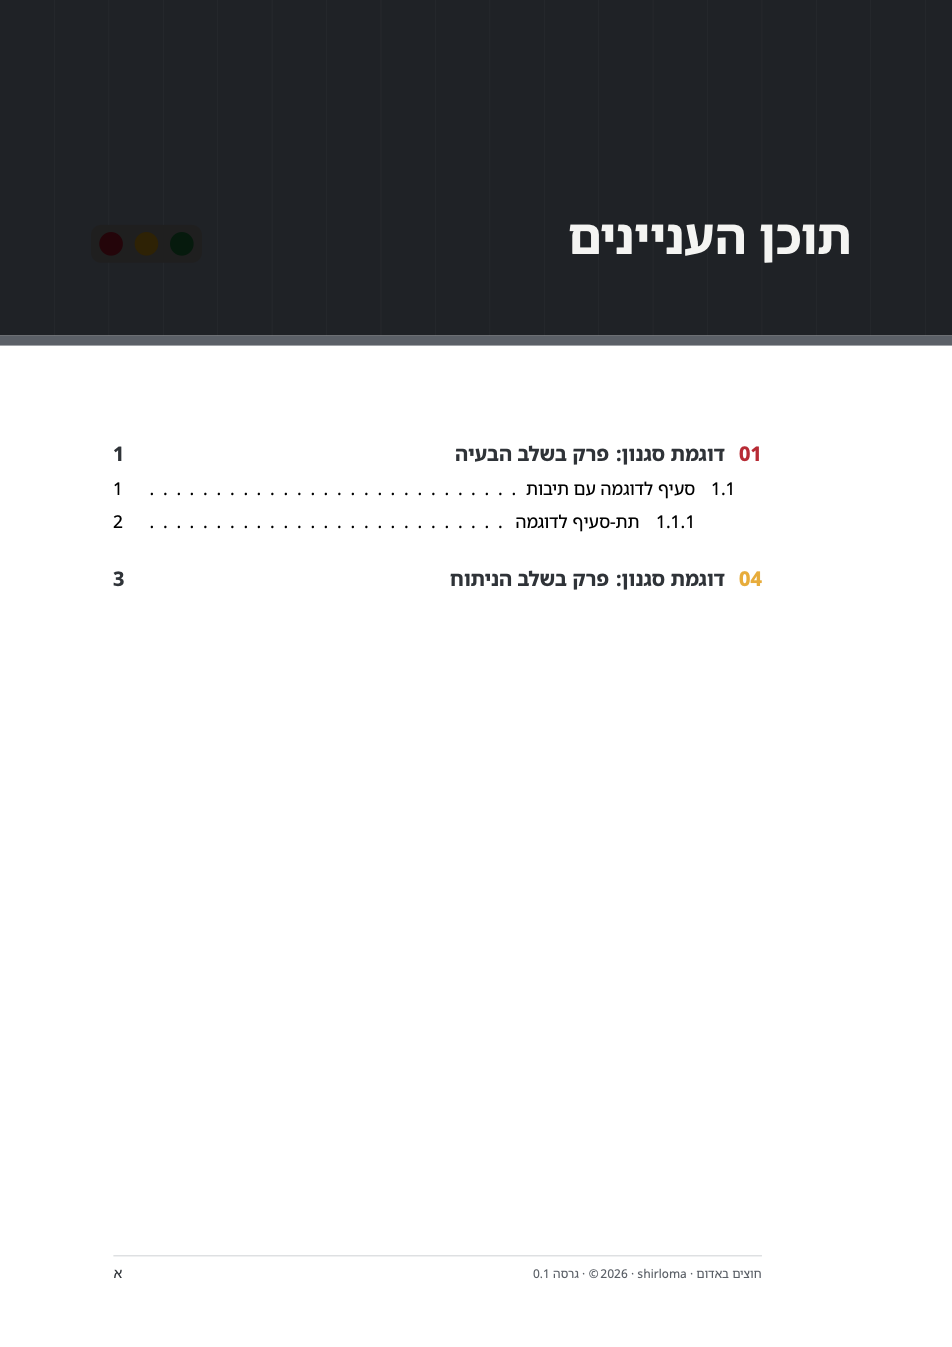 תוכן העניינים
01 דוגמת סגנון: פרק בשלב הבעיה 1
1.1 סעיף לדוגמה עם תיבות . . . . . . . . . . . . . . . . . . . . . . . . . . . . 1
1.1.1 תת-סעיף לדוגמה . . . . . . . . . . . . . . . . . . . . . . . . . . . 2
04 דוגמת סגנון: פרק בשלב הניתוח 3
חוצים באדום · shirloma · © 2026 · גרסה 0.1
א